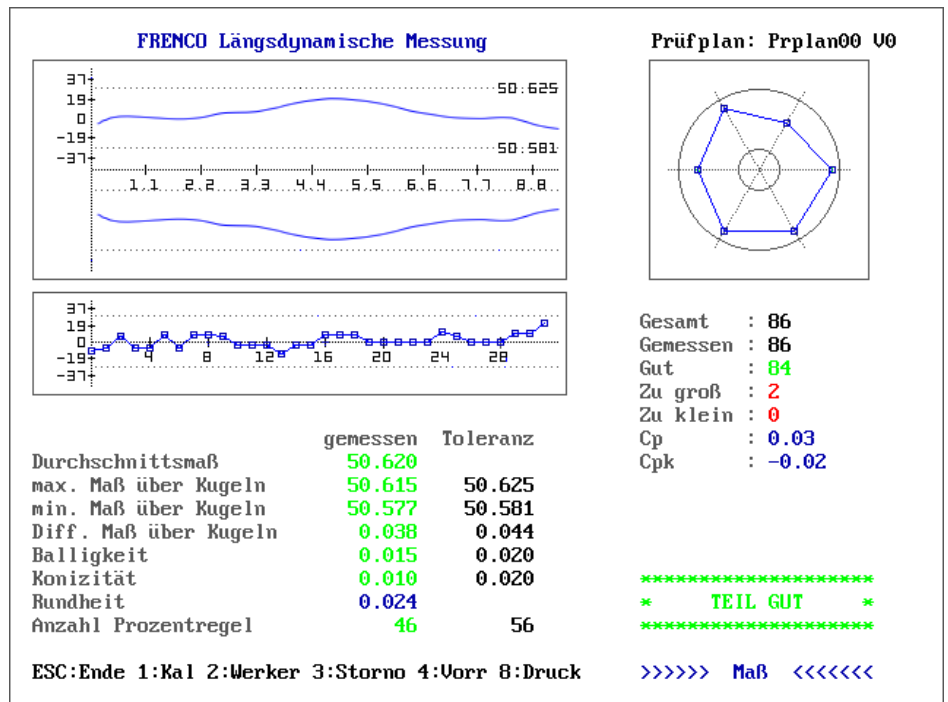 FRENCO Längsdynamische Messung
Prüfplan: Prplan00 V0
37
19
0
-19
-37
50.625
50.581
1.1 2.2 3.3 4.4 5.5 6.6 7.7 8.8
37
19
0
-19
-37
4 8 12 16 20 24 28
Gesamt : 86
Gemessen : 86
Gut : 84
Zu groß : 2
Zu klein : 0
Cp : 0.03
Cpk : -0.02
gemessen Toleranz
Durchschnittsmaß 50.620
max. Maß über Kugeln 50.615 50.625
min. Maß über Kugeln 50.577 50.581
Diff. Maß über Kugeln 0.038 0.044
Balligkeit 0.015 0.020
Konizität 0.010 0.020
Rundheit 0.024
Anzahl Prozentregel 46 56
********************
* TEIL GUT *
********************
ESC:Ende 1:Kal 2:Werker 3:Storno 4:Vorr 8:Druck
>>>>>> Maß <<<<<<<